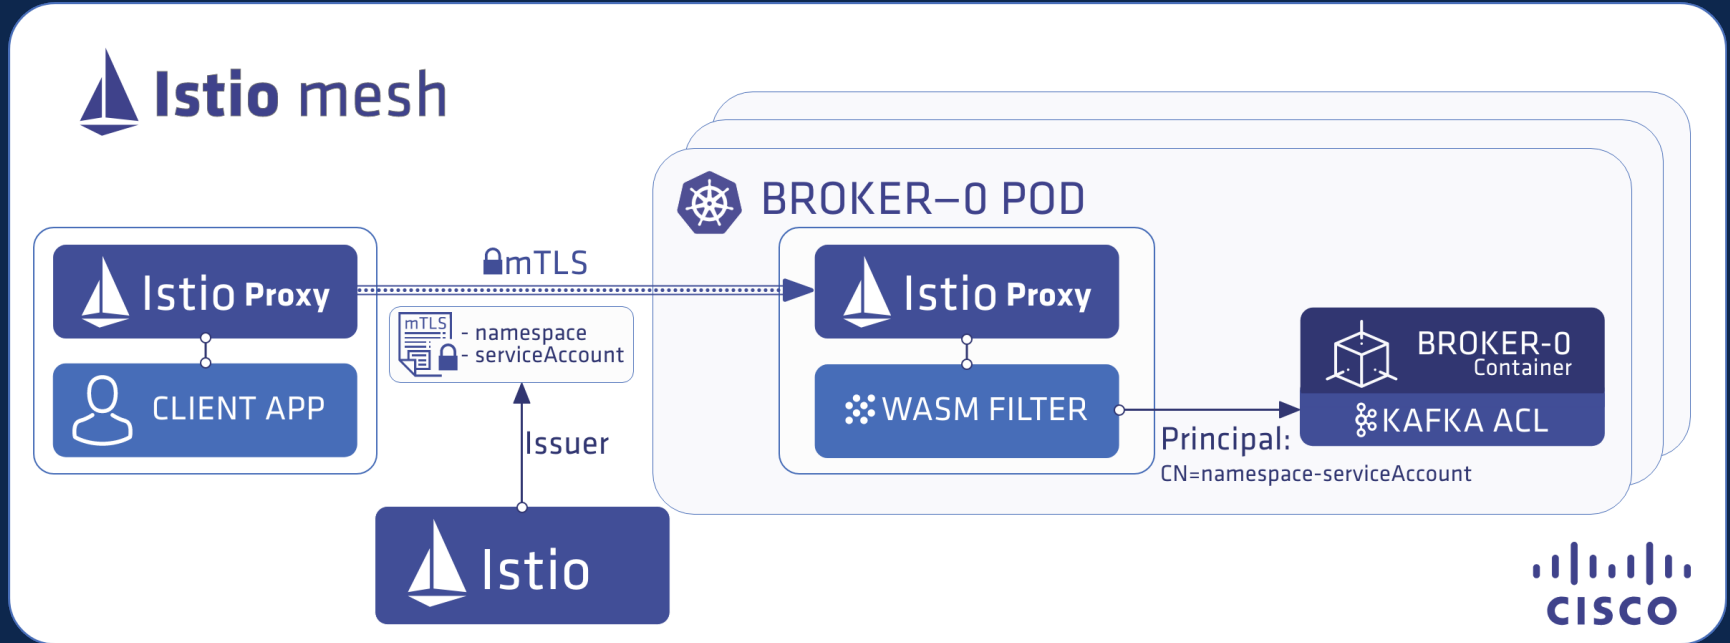 Istio mesh
BROKER–0 POD
Istio Proxy
CLIENT APP
mTLS
mTLS
- namespace
- serviceAccount
Issuer
Istio
Istio Proxy
WASM FILTER
Principal:
CN=namespace-serviceAccount
BROKER-0
Container
KAFKA ACL
CISCO